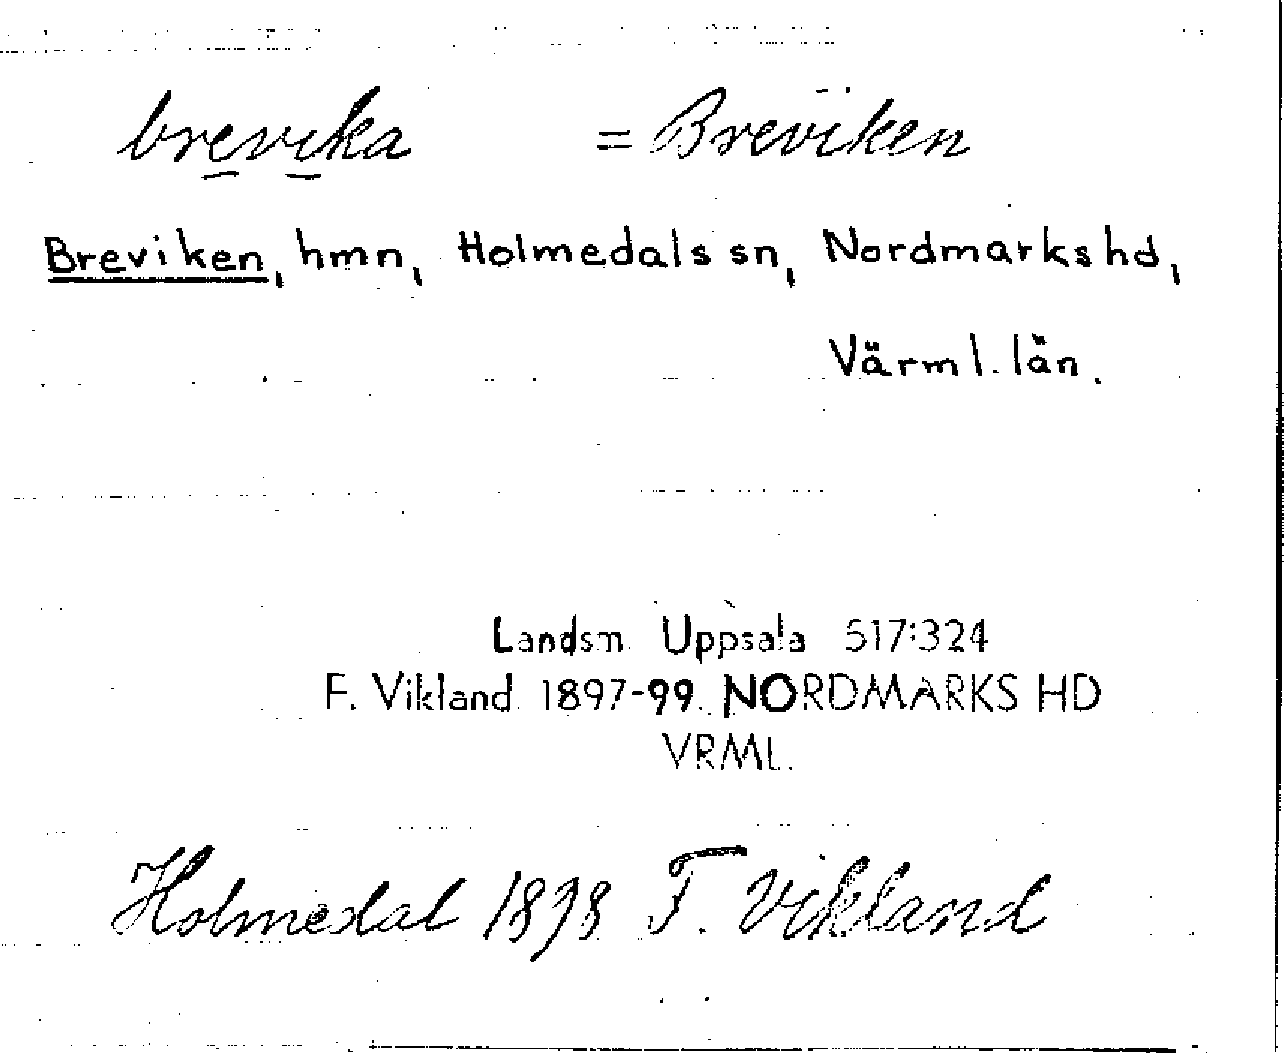 brevika = Breviken
Breviken, hmn, Holmedals sn, Nordmarks hd,
Värml. län.
Landsm. Uppsala 517:324
F. Vikland 1897-99. NORDMARKS HD
VRML.
Holmedal 1898 F. Vikland